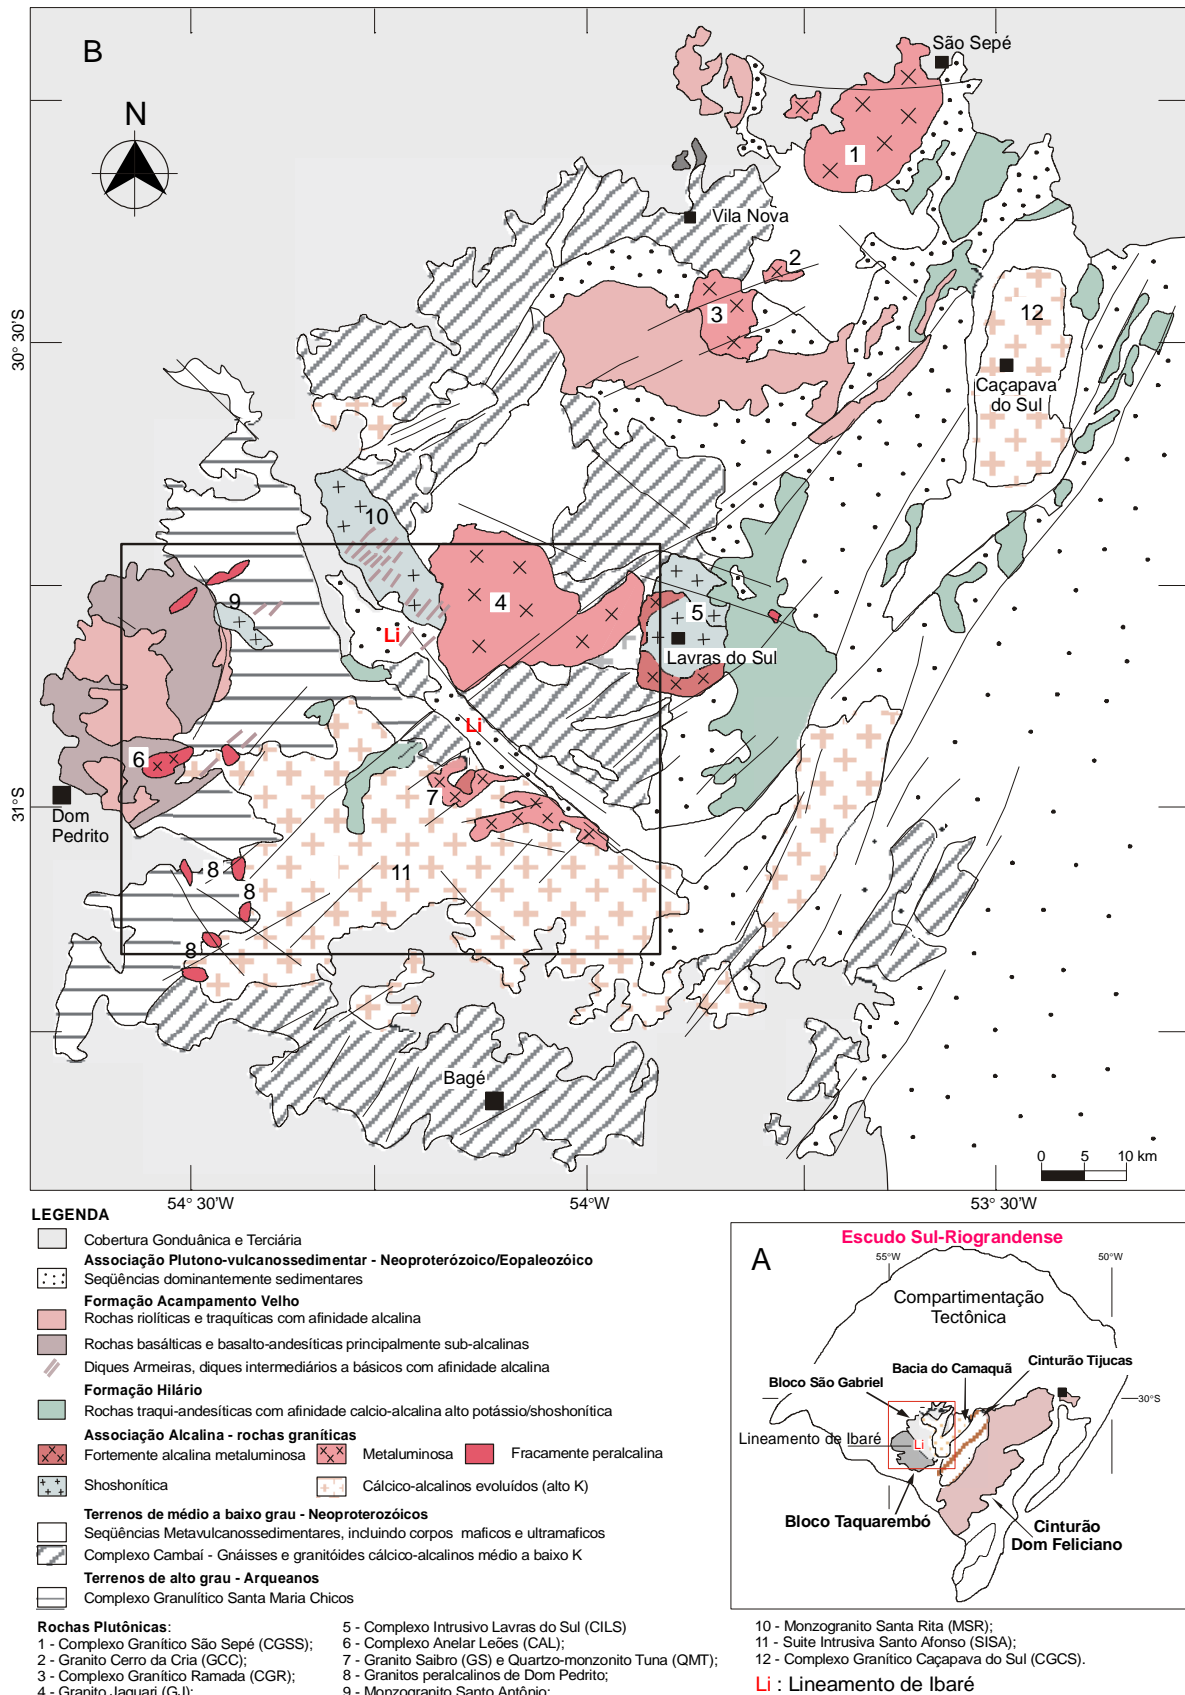 B
São Sepé
N
1
Vila Nova
2
3
12
30° 30'S
Caçapava
do Sul
10
9
4
5
Li
Lavras do Sul
Li
6
7
31°S
Dom
Pedrito
8
11
8
8
Bagé
0 5 10 km
54° 30'W
54°W
53° 30'W
LEGENDA
Cobertura Gonduânica e Terciária
Associação Plutono-vulcanossedimentar - Neoproterózoico/Eopaleozóico
Seqüências dominantemente sedimentares
Formação Acampamento Velho
Rochas riolíticas e traquíticas com afinidade alcalina
Rochas basálticas e basalto-andesíticas principalmente sub-alcalinas
Diques Armeiras, diques intermediários a básicos com afinidade alcalina
Formação Hilário
Rochas traqui-andesíticas com afinidade calcio-alcalina alto potássio/shoshonítica
Associação Alcalina - rochas graníticas
Fortemente alcalina metaluminosa Metaluminosa Fracamente peralcalina
Shoshonítica Cálcico-alcalinos evoluídos (alto K)
Terrenos de médio a baixo grau - Neoproterozóicos
Seqüências Metavulcanossedimentares, incluindo corpos maficos e ultramaficos
Complexo Cambaí - Gnáisses e granitóides cálcico-alcalinos médio a baixo K
Terrenos de alto grau - Arqueanos
Complexo Granulítico Santa Maria Chicos
Escudo Sul-Riograndense
A
55°W
50°W
Compartimentação
Tectônica
Bacia do Camaquã
Cinturão Tijucas
Bloco São Gabriel
30°S
Lineamento de Ibaré
Li
Bloco Taquarembó
Cinturão
Dom Feliciano
Rochas Plutônicas:
1 - Complexo Granítico São Sepé (CGSS);
2 - Granito Cerro da Cria (GCC);
3 - Complexo Granítico Ramada (CGR);
4 - Granito Jaguari (GJ);
5 - Complexo Intrusivo Lavras do Sul (CILS)
6 - Complexo Anelar Leões (CAL);
7 - Granito Saibro (GS) e Quartzo-monzonito Tuna (QMT);
8 - Granitos peralcalinos de Dom Pedrito;
9 - Monzogranito Santo Antônio;
10 - Monzogranito Santa Rita (MSR);
11 - Suite Intrusiva Santo Afonso (SISA);
12 - Complexo Granítico Caçapava do Sul (CGCS).
Li : Lineamento de Ibaré